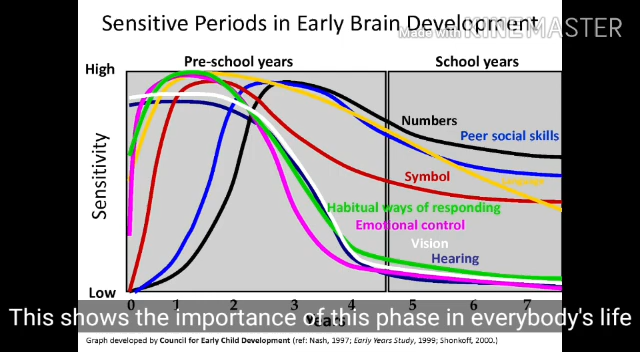 Sensitive Periods in Early Brain Development
Made with KINEMASTER
Pre-school years School years
High
Numbers
Peer social skills
Sensitivity
Symbol
Language
Habitual ways of responding
Emotional control
Vision
Hearing
Low
0 1 2 3 4 5 6 7
Years
This shows the importance of this phase in everybody's life
Graph developed by Council for Early Child Development (ref: Nash, 1997; Early Years Study, 1999; Shonkoff, 2000.)